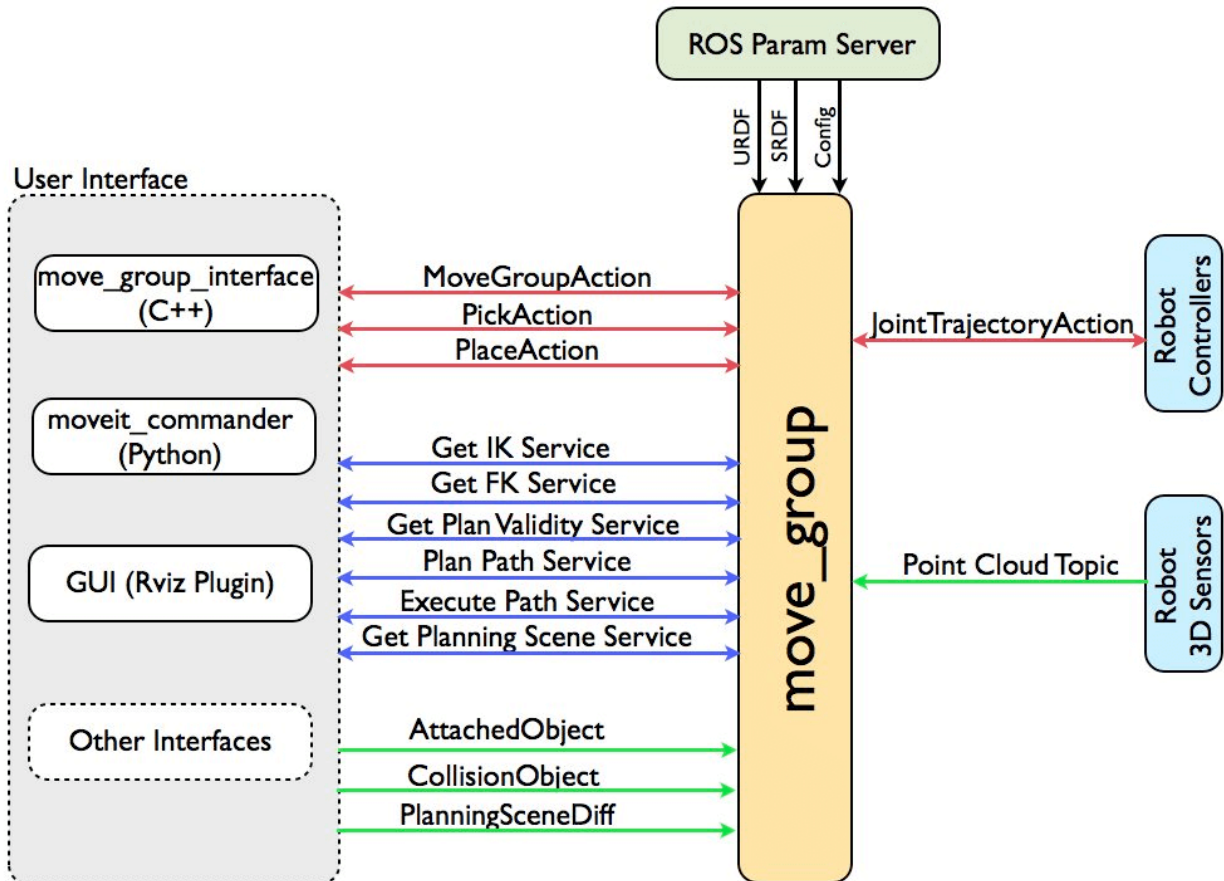 ROS Param Server
URDF
SRDF
Config
User Interface
move_group_interface
(C++)
moveit_commander
(Python)
GUI (Rviz Plugin)
Other Interfaces
MoveGroupAction
PickAction
PlaceAction
Get IK Service
Get FK Service
Get Plan Validity Service
Plan Path Service
Execute Path Service
Get Planning Scene Service
AttachedObject
CollisionObject
PlanningSceneDiff
move_group
JointTrajectoryAction
Robot
Controllers
Point Cloud Topic
Robot
3D Sensors